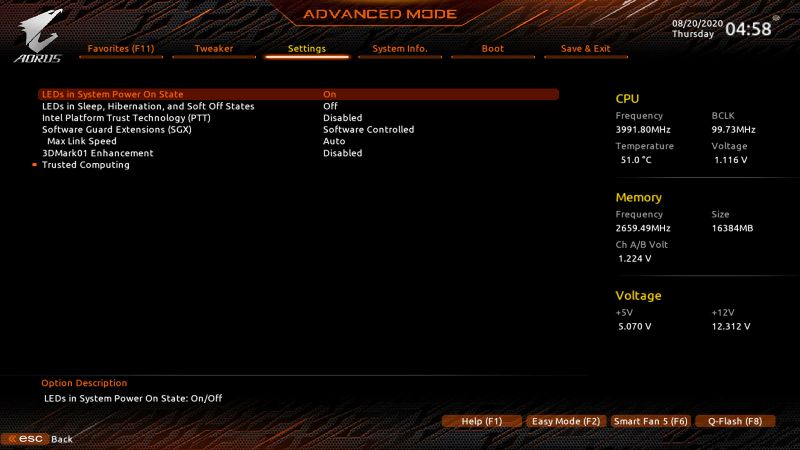 ADVANCED MODE
AORUS
08/20/2020
Thursday
04:58
Favorites (F11) Tweaker Settings System Info. Boot Save & Exit
LEDs in System Power On State On
LEDs in Sleep, Hibernation, and Soft Off States Off
Intel Platform Trust Technology (PTT) Disabled
Software Guard Extensions (SGX) Software Controlled
Max Link Speed Auto
3DMark01 Enhancement Disabled
Trusted Computing
CPU
Frequency BCLK
3991.80MHz 99.73MHz
Temperature Voltage
51.0 °C 1.116 V
Memory
Frequency Size
2659.49MHz 16384MB
Ch A/B Volt
1.224 V
Voltage
+5V +12V
5.070 V 12.312 V
Option Description
LEDs in System Power On State: On/Off
Help (F1) Easy Mode (F2) Smart Fan 5 (F6) Q-Flash (F8)
esc Back